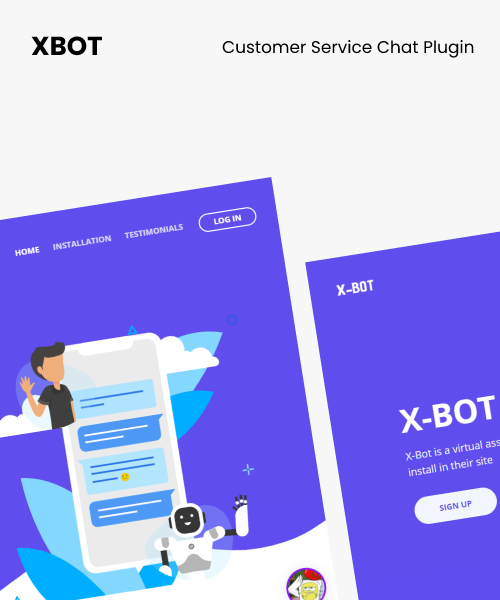 XBOT
Customer Service Chat Plugin
HOME INSTALLATION TESTIMONIALS LOG IN
X-BOT
X-BOT
X-Bot is a virtual ass
install in their site
SIGN UP